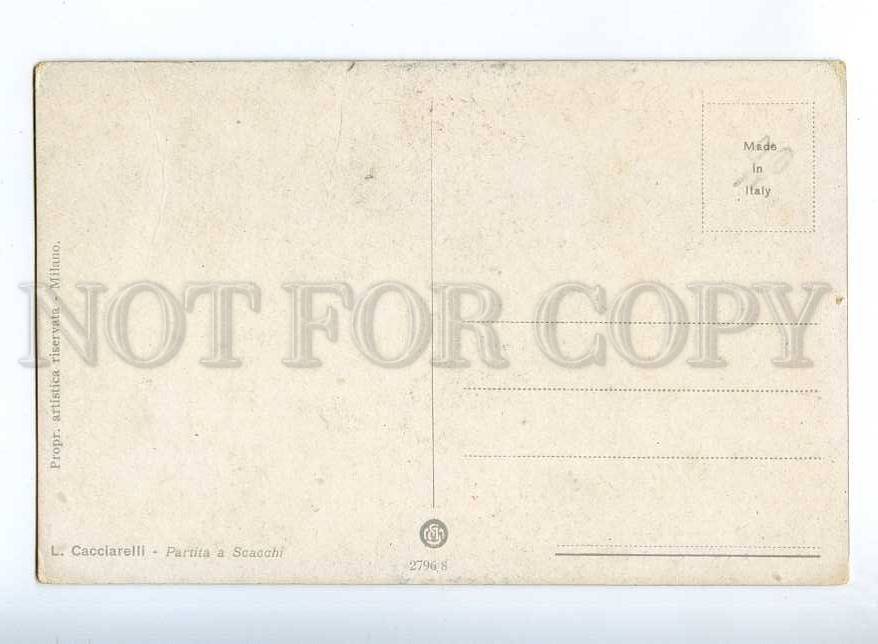 Made
in
Italy
NOT FOR COPY
Propr. artistica riservata - Milano.
L. Cacciarelli - Partita a Scacchi
2796/8